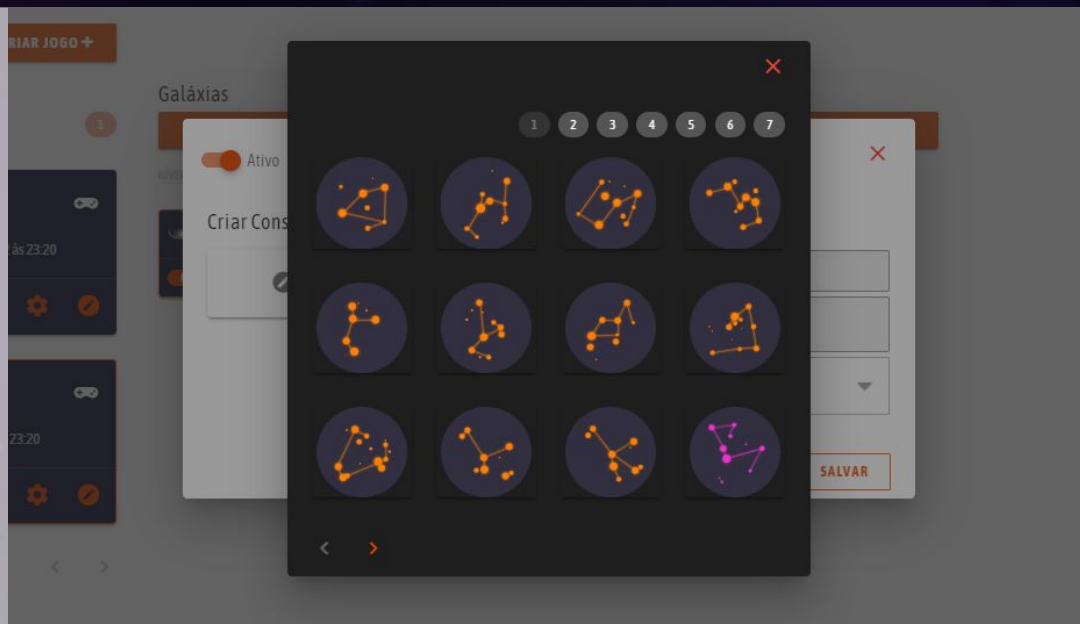 RIAR JOGO +
Galáxias
1
1 2 3 4 5 6 7
Ativo
Criar Cons
às 23:20
23:20
SALVAR